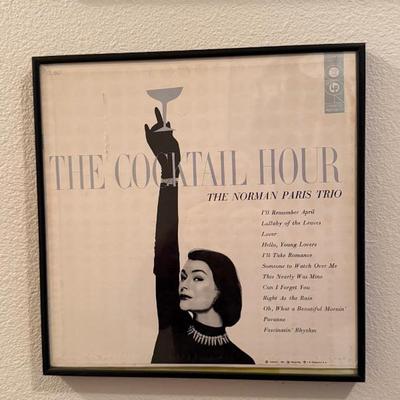 THE COCKTAIL HOUR
THE NORMAN PARIS TRIO
I'll Remember April
Lullaby of the Leaves
Lover
Hello, Young Lovers
I'll Take Romance
Someone to Watch Over Me
This Nearly Was Mine
Can I Forget You
Right As the Rain
Oh, What a Beautiful Mornin'
Pavanne
Fascinatin' Rhythm